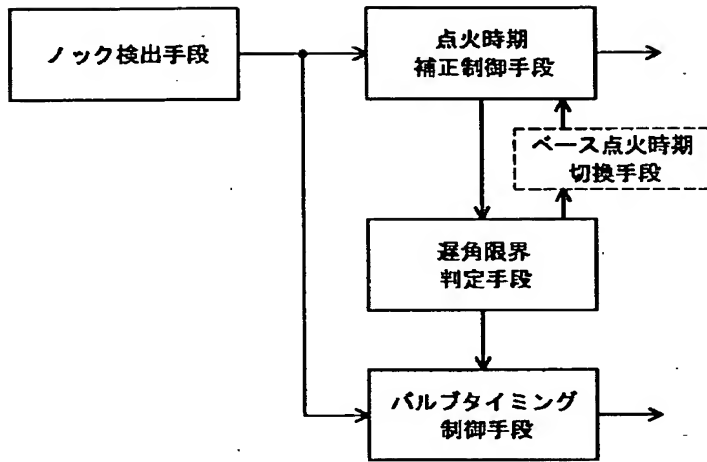 ノック検出手段
点火時期
補正制御手段
ベース点火時期
切換手段
遅角限界
判定手段
バルブタイミング
制御手段